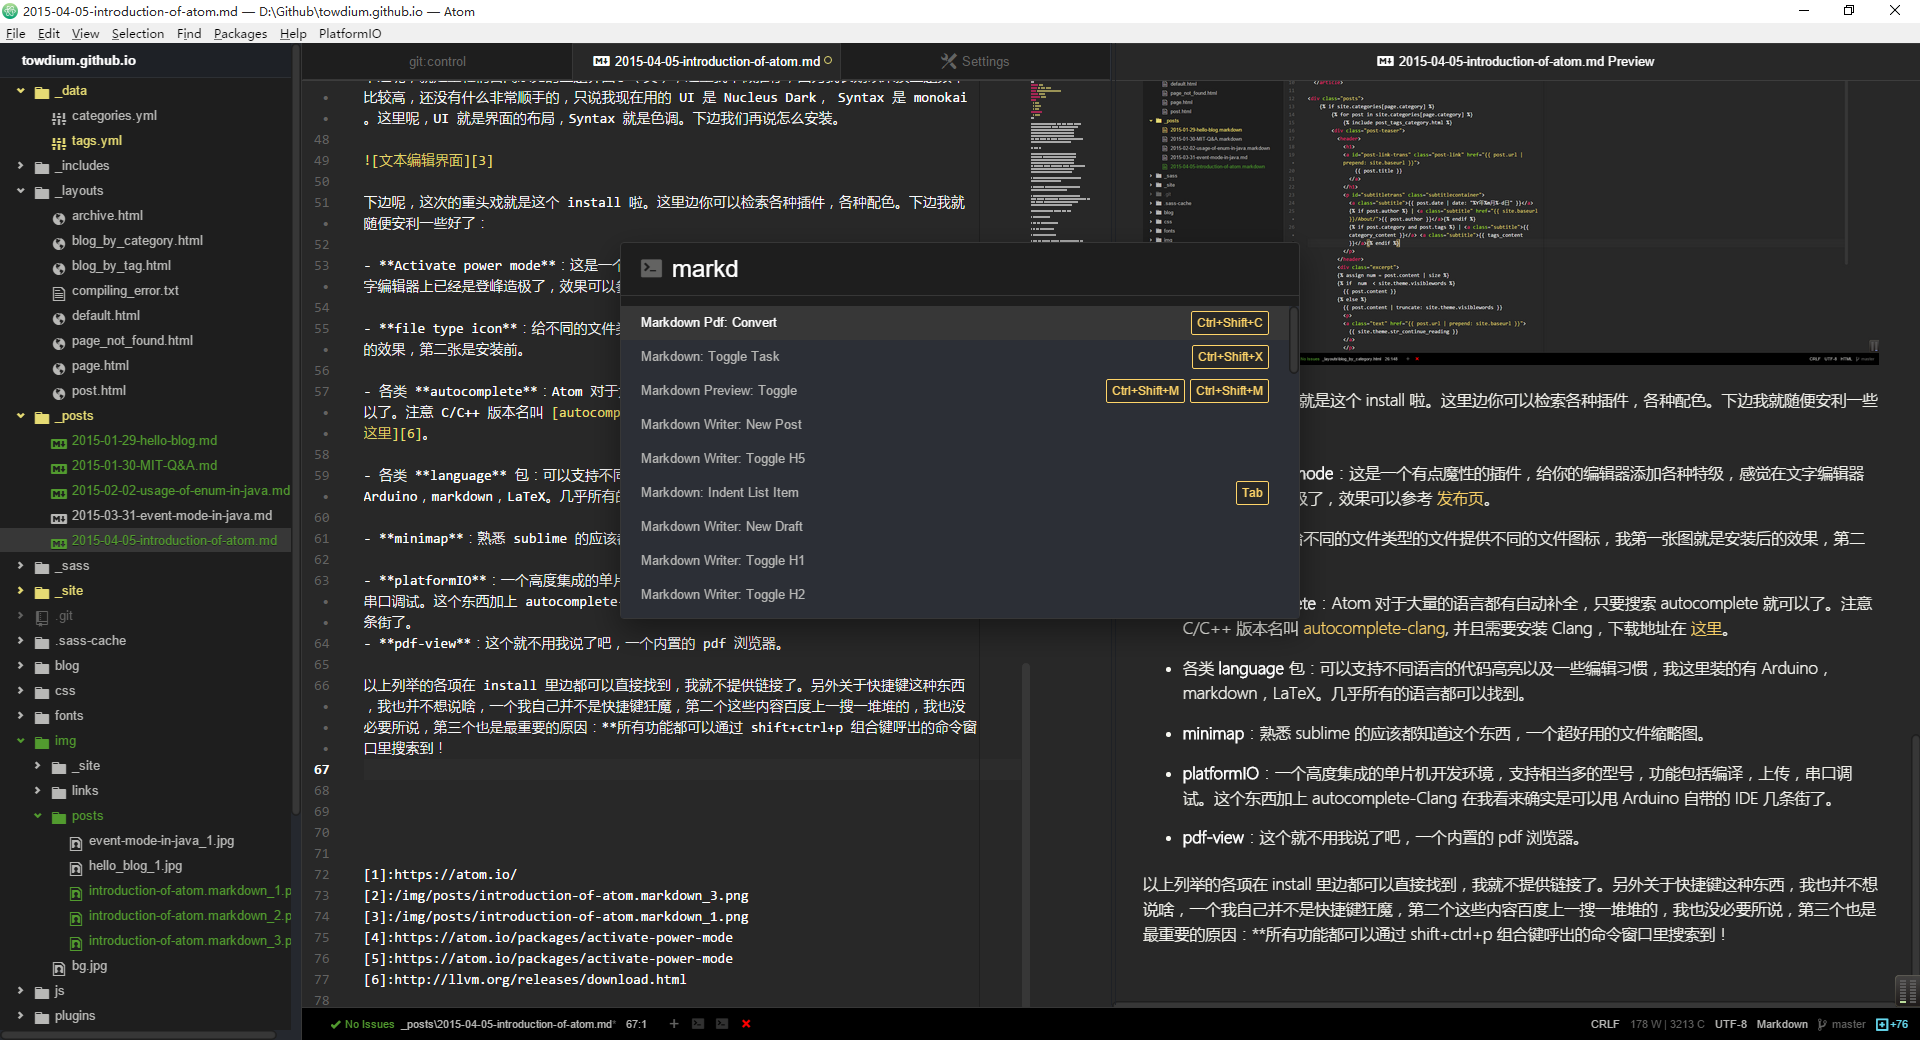 2015-04-05-introduction-of-atom.md — D:\Github\towdium.github.io — Atom
File Edit View Selection Find Packages Help PlatformIO
towdium.github.io
_data
categories.yml
tags.yml
_includes
_layouts
archive.html
blog_by_category.html
blog_by_tag.html
compiling_error.txt
default.html
page_not_found.html
page.html
post.html
_posts
2015-01-29-hello-blog.md
2015-01-30-MIT-Q&A.md
2015-02-02-usage-of-enum-in-java.md
2015-03-31-event-mode-in-java.md
2015-04-05-introduction-of-atom.md
_sass
_site
.git
.sass-cache
blog
css
fonts
img
_site
links
posts
event-mode-in-java_1.jpg
hello_blog_1.jpg
introduction-of-atom.markdown_1.p
introduction-of-atom.markdown_2.p
introduction-of-atom.markdown_3.p
bg.jpg
js
plugins
git:control
2015-04-05-introduction-of-atom.md
Settings
比较高，还没有什么非常顺手的，只说我现在用的 UI 是 Nucleus Dark， Syntax 是 monokai
。这里呢，UI 就是界面的布局，Syntax 就是色调。下边我们再说怎么安装。
48
49 ![文本编辑界面][3]
50
51 下边呢，这次的重头戏就是这个 install 啦。这里边你可以检索各种插件，各种配色。下边我就
随便安利一些好了：
52
53 - **Activate power mode**：这是一个
字编辑器上已经是登峰造极了，效果可以参
54
55 - **file type icon**：给不同的文件类
的效果，第二张是安装前。
56
57 - 各类 **autocomplete**：Atom 对于
以了。注意 C/C++ 版本名叫 [autocomp
这里][6]。
58
59 - 各类 **language** 包：可以支持不同
Arduino，markdown，LaTeX。几乎所有的
60
61 - **minimap**：熟悉 sublime 的应该都
62
63 - **platformIO**：一个高度集成的单片
串口调试。这个东西加上 autocomplete-
条街了。
64 - **pdf-view**：这个就不用我说了吧，一个内置的 pdf 浏览器。
65
66 以上列举的各项在 install 里边都可以直接找到，我就不提供链接了。另外关于快捷键这种东西
，我也并不想说啥，一个我自己并不是快捷键狂魔，第二个这些内容百度上一搜一堆堆的，我也没
必要所说，第三个也是最重要的原因：**所有功能都可以通过 shift+ctrl+p 组合键呼出的命令窗
口里搜索到！
67
68
69
70
71
72 [1]:https://atom.io/
73 [2]:/img/posts/introduction-of-atom.markdown_3.png
74 [3]:/img/posts/introduction-of-atom.markdown_1.png
75 [4]:https://atom.io/packages/activate-power-mode
76 [5]:https://atom.io/packages/activate-power-mode
77 [6]:http://llvm.org/releases/download.html
78
markd
Markdown Pdf: Convert Ctrl+Shift+C
Markdown: Toggle Task Ctrl+Shift+X
Markdown Preview: Toggle Ctrl+Shift+M Ctrl+Shift+M
Markdown Writer: New Post
Markdown Writer: Toggle H5
Markdown: Indent List Item Tab
Markdown Writer: New Draft
Markdown Writer: Toggle H1
Markdown Writer: Toggle H2
2015-04-05-introduction-of-atom.md Preview
就是这个 install 啦。这里边你可以检索各种插件，各种配色。下边我就随便安利一些
mode：这是一个有点魔性的插件，给你的编辑器添加各种特级，感觉在文字编辑器
极了，效果可以参考 发布页。
给不同的文件类型的文件提供不同的文件图标，我第一张图就是安装后的效果，第二
ete：Atom 对于大量的语言都有自动补全，只要搜索 autocomplete 就可以了。注意
C/C++ 版本名叫 autocomplete-clang, 并且需要安装 Clang，下载地址在 这里。
• 各类 language 包：可以支持不同语言的代码高亮以及一些编辑习惯，我这里装的有 Arduino，
markdown，LaTeX。几乎所有的语言都可以找到。
• minimap：熟悉 sublime 的应该都知道这个东西，一个超好用的文件缩略图。
• platformIO：一个高度集成的单片机开发环境，支持相当多的型号，功能包括编译，上传，串口调
试。这个东西加上 autocomplete-Clang 在我看来确实是可以甩 Arduino 自带的 IDE 几条街了。
• pdf-view：这个就不用我说了吧，一个内置的 pdf 浏览器。
以上列举的各项在 install 里边都可以直接找到，我就不提供链接了。另外关于快捷键这种东西，我也并不想
说啥，一个我自己并不是快捷键狂魔，第二个这些内容百度上一搜一堆堆的，我也没必要所说，第三个也是
最重要的原因：**所有功能都可以通过 shift+ctrl+p 组合键呼出的命令窗口里搜索到！
No Issues _posts\2015-04-05-introduction-of-atom.md* 67:1
CRLF 178 W | 3213 C UTF-8 Markdown master +76